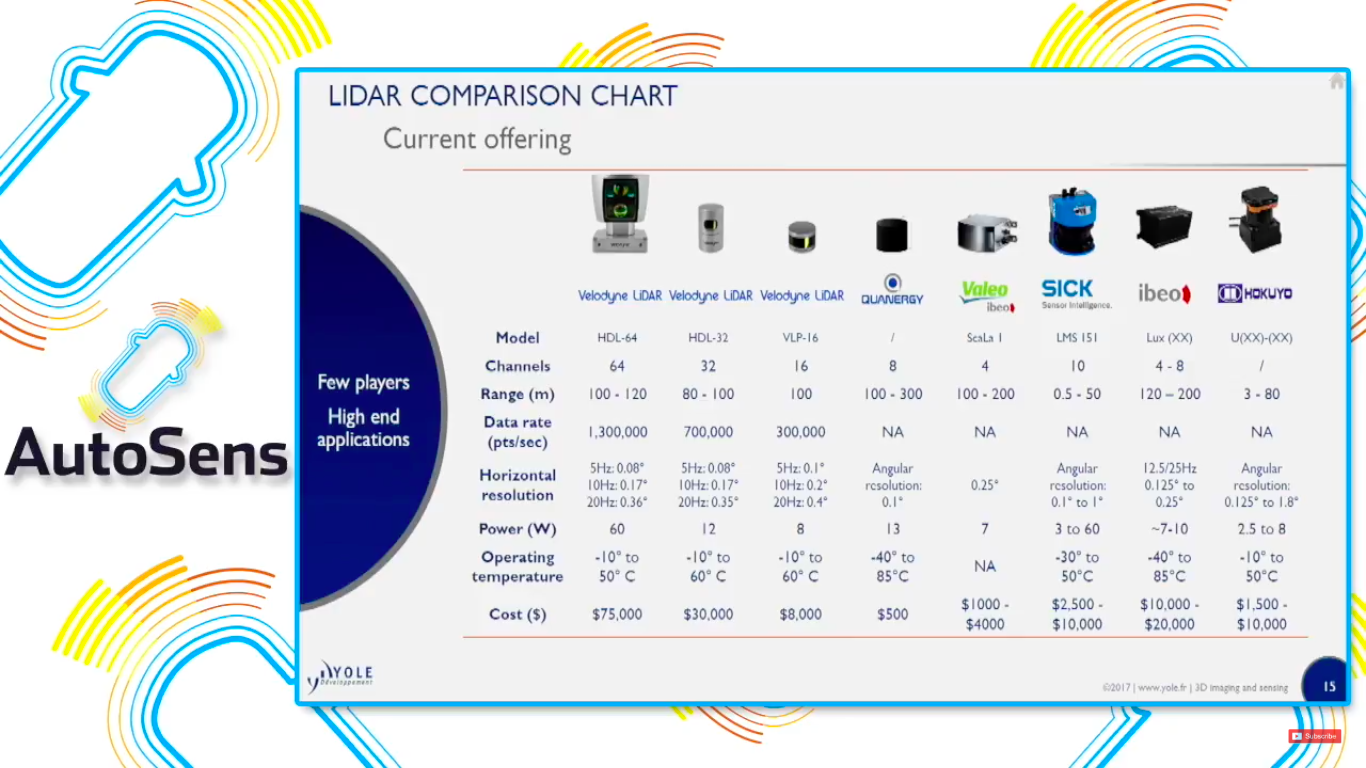 LIDAR COMPARISON CHART
Current offering
AutoSens
Few players
High end
applications
Velodyne LiDAR Velodyne LiDAR Velodyne LiDAR QUANERGY Valeo ibeo SICK Sensor Intelligence. ibeo HOKUYO
Model HDL-64 HDL-32 VLP-16 / ScaLa 1 LMS 151 Lux (XX) U(XX)-(XX)
Channels 64 32 16 8 4 10 4 - 8 /
Range (m) 100 - 120 80 - 100 100 100 - 300 100 - 200 0.5 - 50 120 – 200 3 - 80
Data rate (pts/sec) 1,300,000 700,000 300,000 NA NA NA NA NA
Horizontal resolution
5Hz: 0.08° 5Hz: 0.08° 5Hz: 0.1° Angular Angular 12.5/25Hz Angular
10Hz: 0.17° 10Hz: 0.17° 10Hz: 0.2° resolution: 0.25° resolution: 0.125° to resolution:
20Hz: 0.36° 20Hz: 0.35° 20Hz: 0.4° 0.1° 0.1° to 1° 0.25° 0.125° to 1.8°
Power (W) 60 12 8 13 7 3 to 60 ~7-10 2.5 to 8
Operating -10° to -10° to -10° to -40° to NA -30° to -40° to -10° to
temperature 50° C 60° C 60° C 85°C 50°C 85°C 50°C
Cost ($) $75,000 $30,000 $8,000 $500 $1000 - $2,500 - $10,000 - $1,500 -
$4000 $10,000 $20,000 $10,000
YOLE
Développement
©2017 | www.yole.fr | 3D imaging and sensing
15
Subscribe